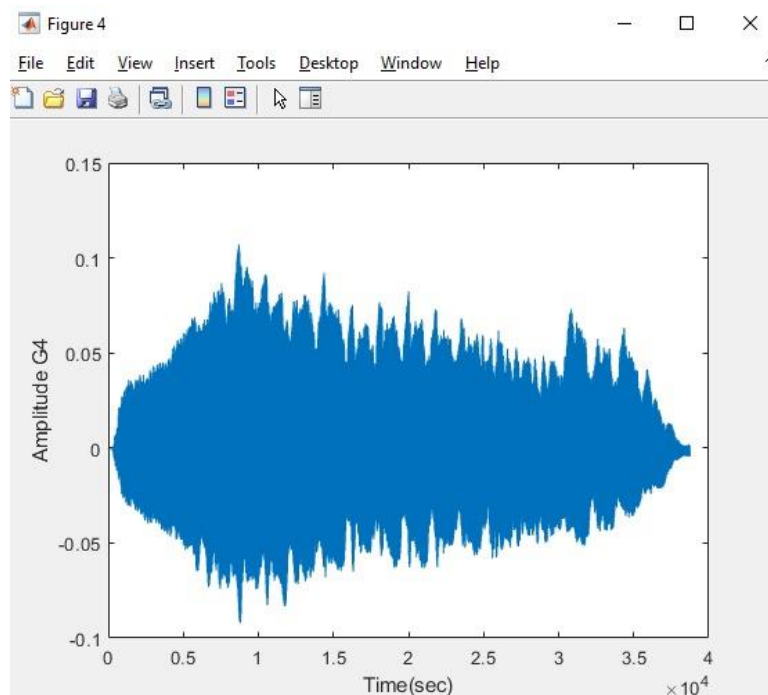 Figure 4
File Edit View Insert Tools Desktop Window Help
0.15
0.1
0.05
0
-0.05
-0.1
Amplitude G4
0 0.5 1 1.5 2 2.5 3 3.5 4
Time(sec)
×10⁴